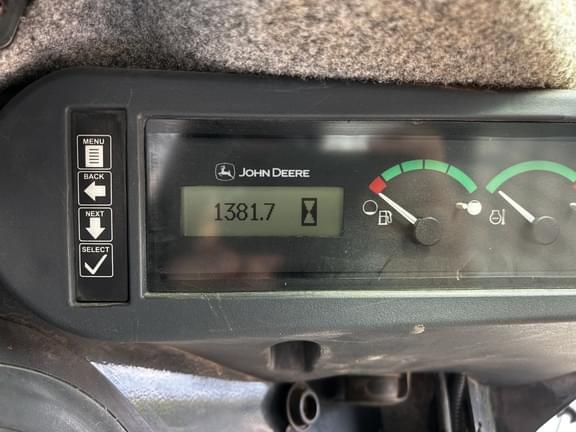 MENU
BACK
NEXT
SELECT
JOHN DEERE
1381.7